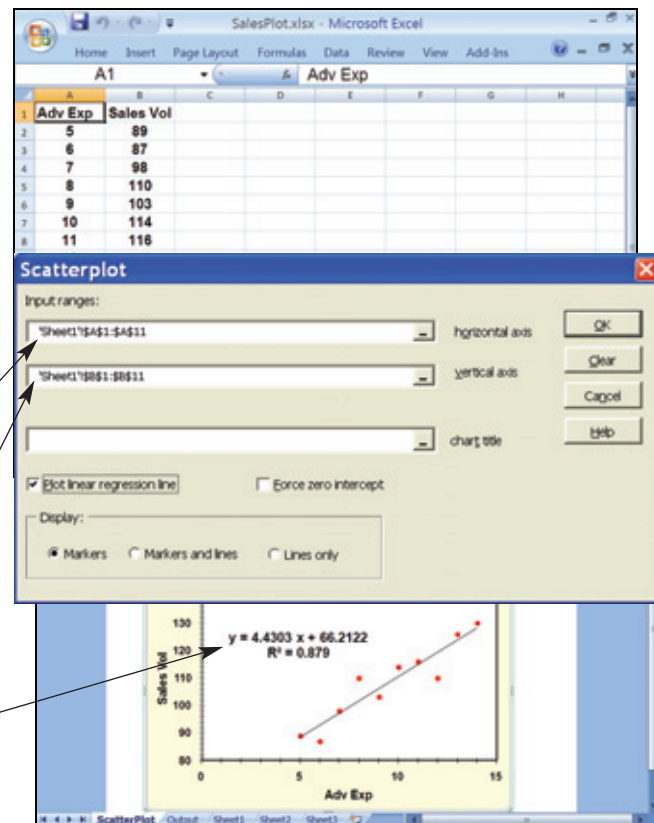 SalesPlot.xlsx - Microsoft Excel
Home Insert Page Layout Formulas Data Review View Add-Ins
A1 Adv Exp
A B C D E F G H
1 Adv Exp Sales Vol
2 5 89
3 6 87
4 7 98
5 8 110
6 9 103
7 10 114
8 11 116
Scatterplot
Input ranges:
'Sheet1'!$A$1:$A$11 horizontal axis OK
'Sheet1'!$B$1:$B$11 vertical axis Clear
Cancel
chart title Help
Plot linear regression line Force zero intercept
Display:
Markers Markers and lines Lines only
130
y = 4.4303 x + 66.2122
120
R² = 0.879
110
100
90
80
Sales Vol
0 5 10 15
Adv Exp
ScatterPlot Output Sheet1 Sheet2 Sheet3